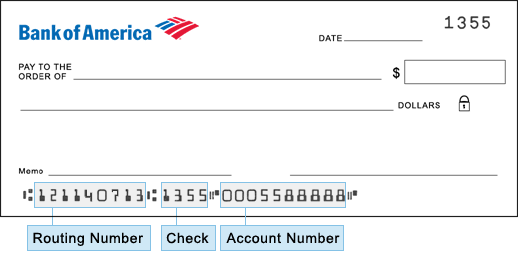 Bank of America
1355
DATE
PAY TO THE
ORDER OF
$
DOLLARS
Memo
⑆121140713⑆ 1355⑈ 00055888888⑈
Routing Number Check Account Number